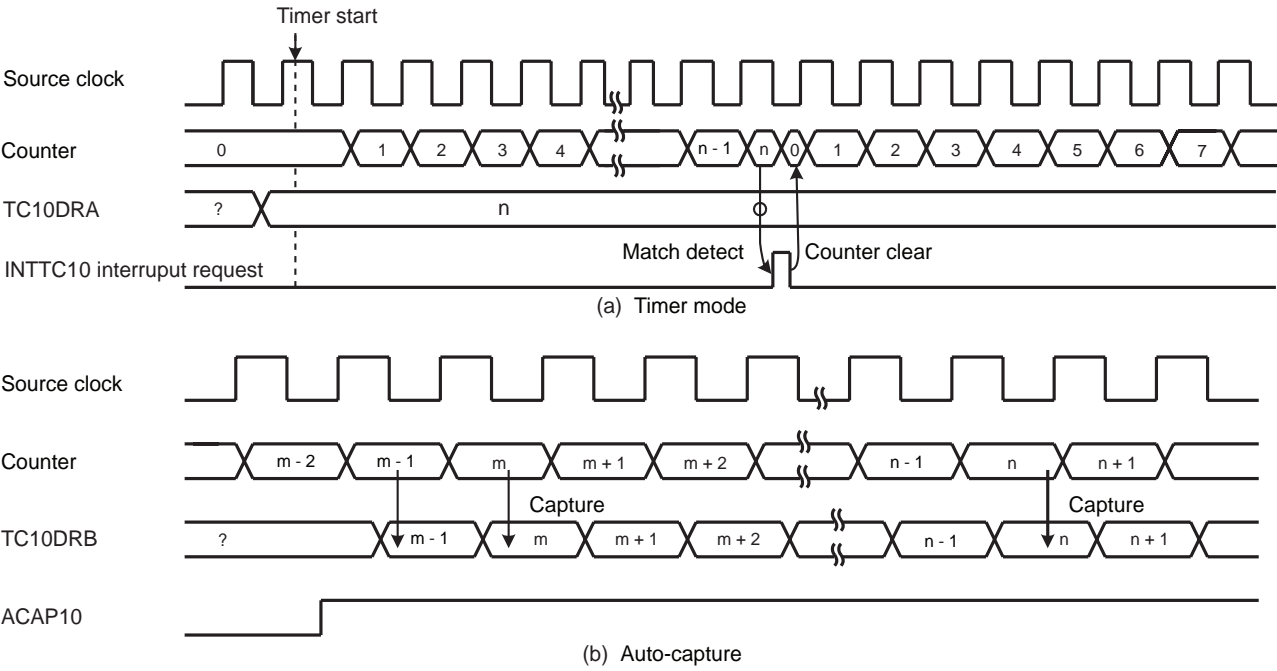 Timer start
Source clock
Counter 0 1 2 3 4 n - 1 n 0 1 2 3 4 5 6 7
TC10DRA ? n
Match detect Counter clear
INTTC10 interruput request
(a) Timer mode
Source clock
Counter m - 2 m - 1 m m + 1 m + 2 n - 1 n n + 1
Capture Capture
TC10DRB ? m - 1 m m + 1 m + 2 n - 1 n n + 1
ACAP10
(b) Auto-capture